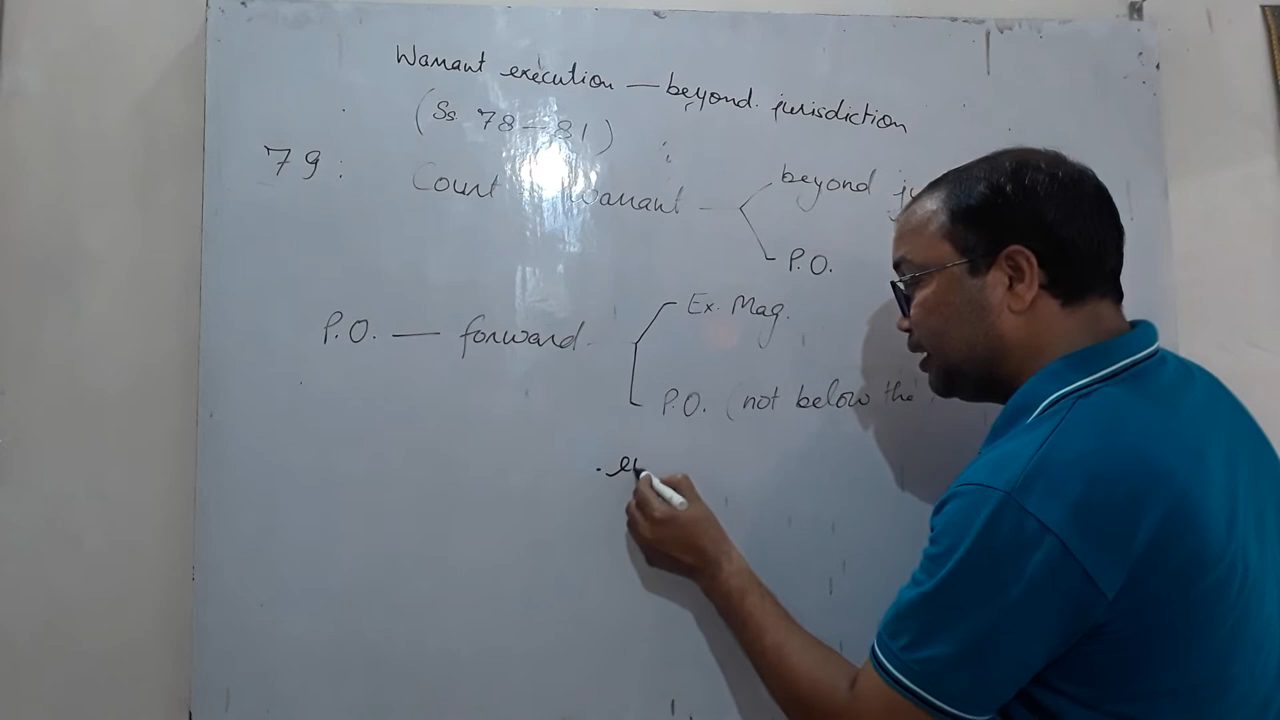 Warrant execution — beyond jurisdiction
(Ss 78 – 81)
79: Court Warrant – beyond
P.O.
P.O. — forward. Ex. Mag.
P.O. (not below the